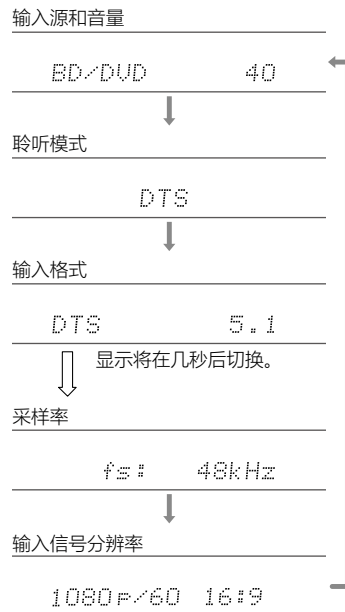 输入源和音量
BD/DVD 40
聆听模式
DTS
输入格式
DTS 5.1
显示将在几秒后切换。
采样率
fs: 48kHz
输入信号分辨率
1080p/60 16:9